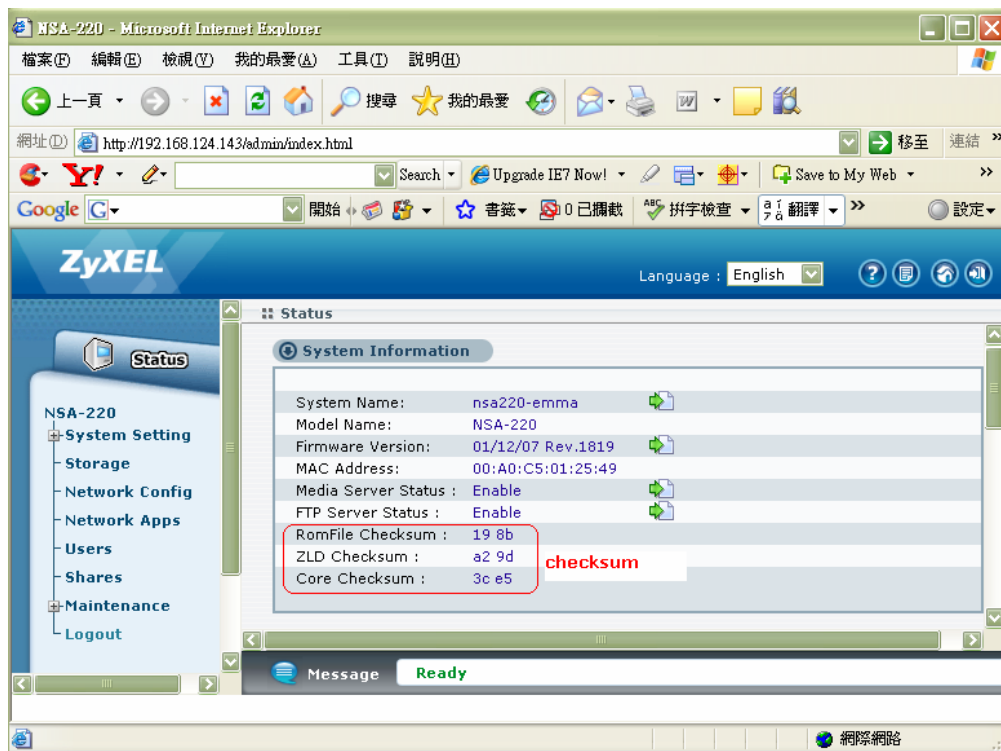 NSA-220 - Microsoft Internet Explorer
檔案(F) 編輯(E) 檢視(V) 我的最愛(A) 工具(T) 說明(H)
上一頁 搜尋 我的最愛
網址(D) http://192.168.124.143/admin/index.html 移至 連結 »
Y! Search Upgrade IE7 Now! Save to My Web »
Google G 開始 書籤 0 已攔截 ABC 拼字檢查 翻譯 » 設定
ZyXEL
Language : English
Status
Status
System Information
NSA-220
System Setting
Storage
Network Config
Network Apps
Users
Shares
Maintenance
Logout
System Name: nsa220-emma
Model Name: NSA-220
Firmware Version: 01/12/07 Rev.1819
MAC Address: 00:A0:C5:01:25:49
Media Server Status : Enable
FTP Server Status : Enable
RomFile Checksum : 19 8b
ZLD Checksum : a2 9d
Core Checksum : 3c e5
checksum
Message Ready
網際網路